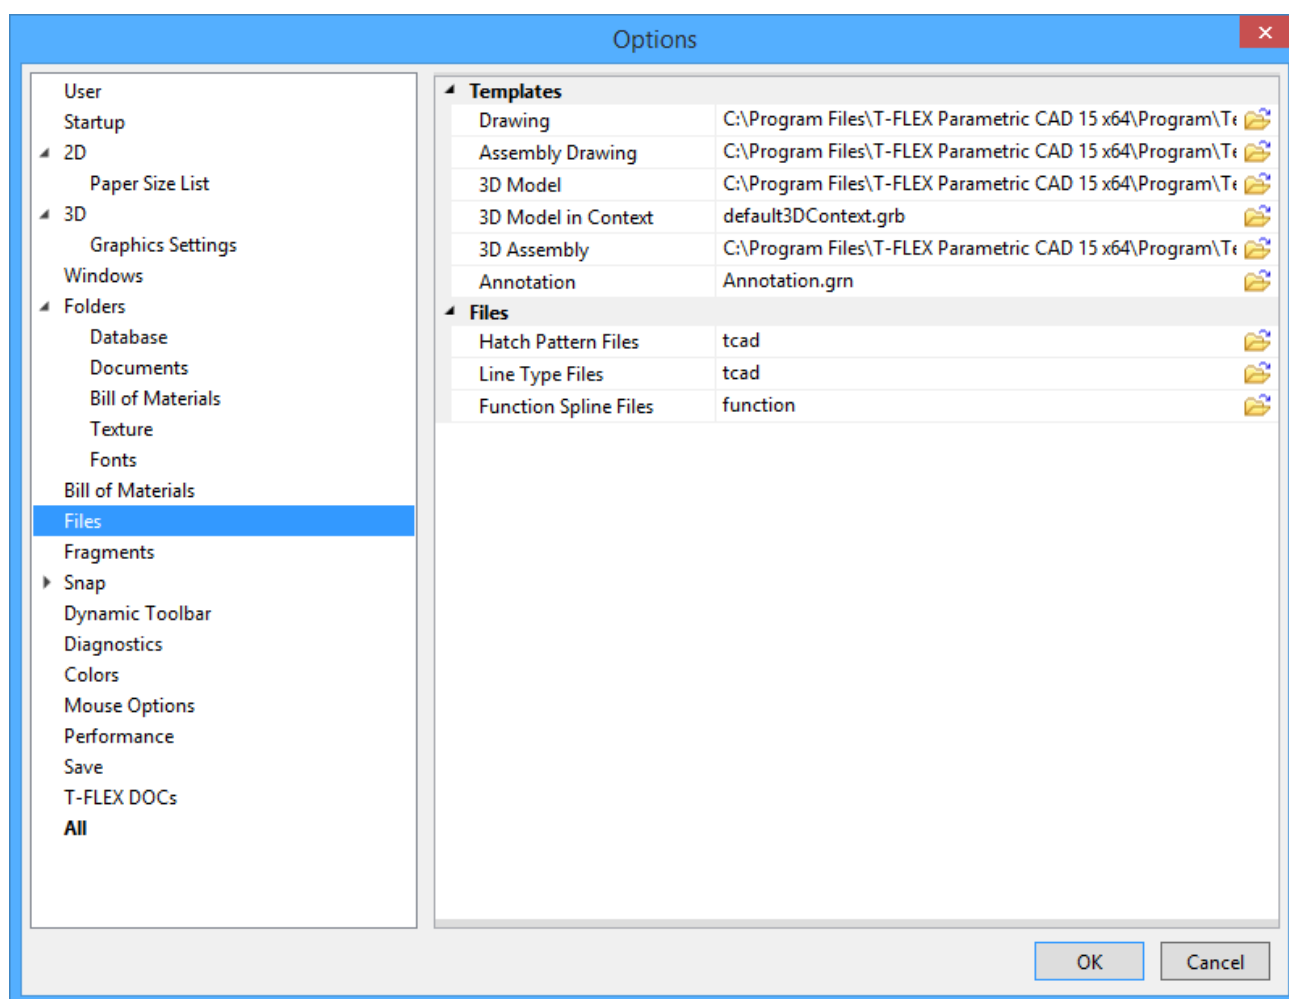 Options
User
Startup
2D
Paper Size List
3D
Graphics Settings
Windows
Folders
Database
Documents
Bill of Materials
Texture
Fonts
Bill of Materials
Files
Fragments
Snap
Dynamic Toolbar
Diagnostics
Colors
Mouse Options
Performance
Save
T-FLEX DOCs
All
Templates
Drawing C:\Program Files\T-FLEX Parametric CAD 15 x64\Program\Te
Assembly Drawing C:\Program Files\T-FLEX Parametric CAD 15 x64\Program\Te
3D Model C:\Program Files\T-FLEX Parametric CAD 15 x64\Program\Te
3D Model in Context default3DContext.grb
3D Assembly C:\Program Files\T-FLEX Parametric CAD 15 x64\Program\Te
Annotation Annotation.grn
Files
Hatch Pattern Files tcad
Line Type Files tcad
Function Spline Files function
OK Cancel